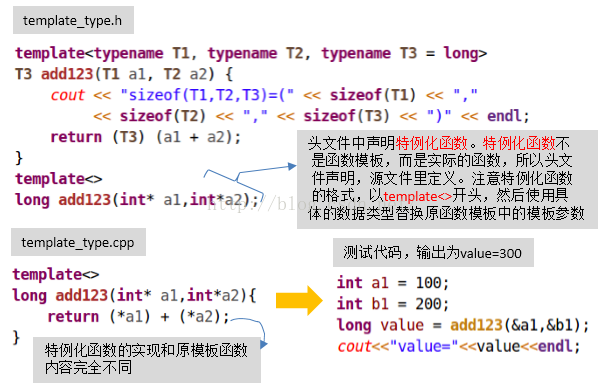 template_type.h
template<typename T1, typename T2, typename T3 = long>
T3 add123(T1 a1, T2 a2) {
cout << "sizeof(T1,T2,T3)=(" << sizeof(T1) << ","
<< sizeof(T2) << "," << sizeof(T3) << ")" << endl;
return (T3) (a1 + a2);
}
template<>
long add123(int* a1,int*a2);
头文件中声明特例化函数。特例化函数不
是函数模板，而是实际的函数，所以头文
件声明，源文件里定义。注意特例化函数
的格式，以template<>开头，然后使用具
体的数据类型替换原函数模板中的模板参数
template_type.cpp
template<>
long add123(int* a1,int*a2){
return (*a1) + (*a2);
}
特例化函数的实现和原模板函数
内容完全不同
测试代码，输出为value=300
int a1 = 100;
int b1 = 200;
long value = add123(&a1,&b1);
cout<<"value="<<value<<endl;